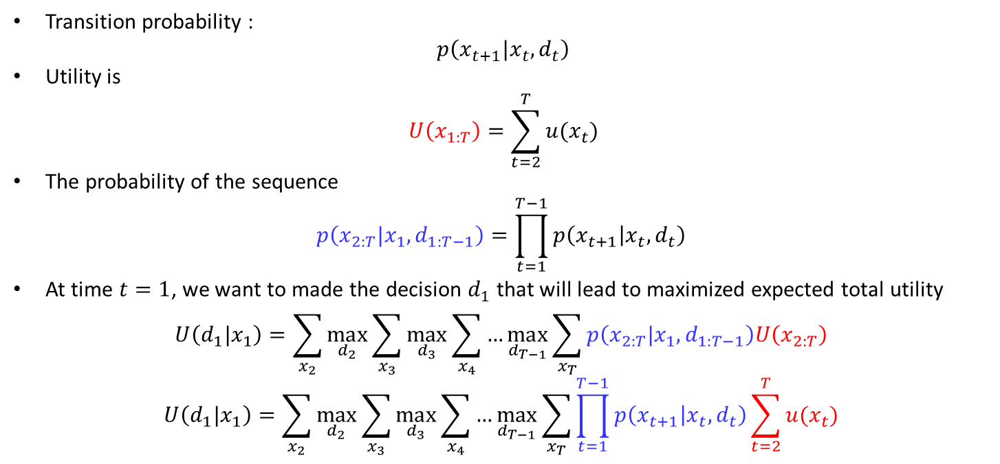 • Transition probability :
p(x_{t+1}|x_t, d_t)
• Utility is
U(x_{1:T}) = \sum_{t=2}^{T} u(x_t)
• The probability of the sequence
p(x_{2:T}|x_1, d_{1:T−1}) = \prod_{t=1}^{T−1} p(x_{t+1}|x_t, d_t)
• At time t = 1, we want to made the decision d_1 that will lead to maximized expected total utility
U(d_1|x_1) = \sum_{x_2} \max_{d_2} \sum_{x_3} \max_{d_3} \sum_{x_4} … \max_{d_{T−1}} \sum_{x_T} p(x_{2:T}|x_1, d_{1:T−1})U(x_{2:T})
U(d_1|x_1) = \sum_{x_2} \max_{d_2} \sum_{x_3} \max_{d_3} \sum_{x_4} … \max_{d_{T−1}} \sum_{x_T} \prod_{t=1}^{T−1} p(x_{t+1}|x_t, d_t) \sum_{t=2}^{T} u(x_t)